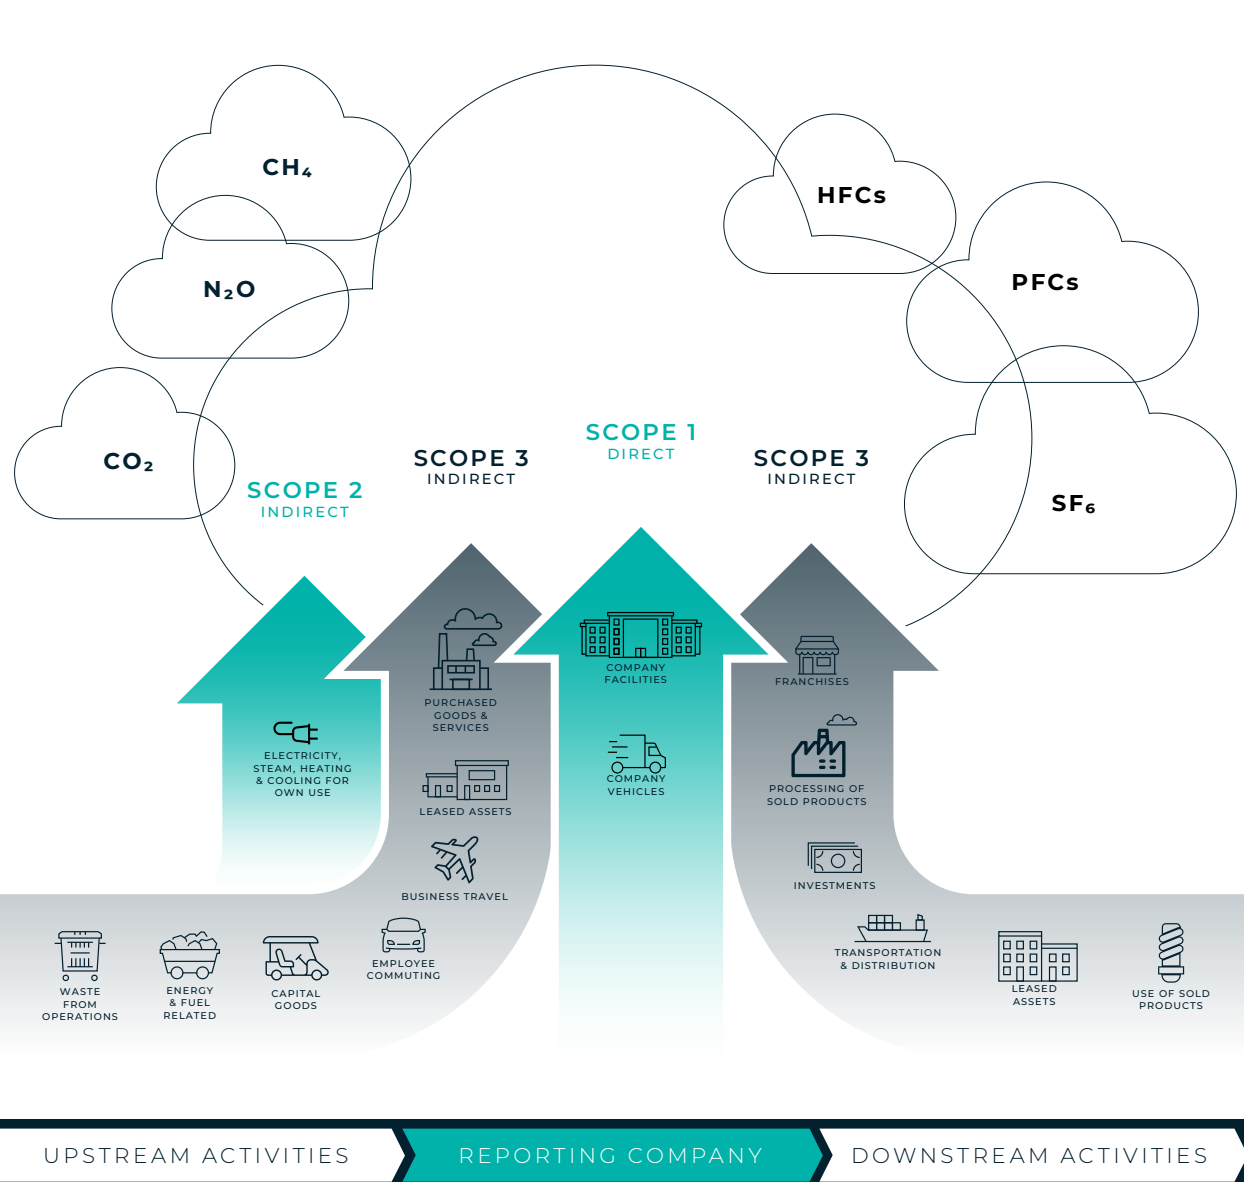 CH₄
HFCs
N₂O
PFCs
CO₂
SF₆
SCOPE 2
INDIRECT
SCOPE 3
INDIRECT
SCOPE 1
DIRECT
SCOPE 3
INDIRECT
ELECTRICITY,
STEAM, HEATING
& COOLING FOR
OWN USE
PURCHASED
GOODS &
SERVICES
LEASED ASSETS
BUSINESS TRAVEL
EMPLOYEE
COMMUTING
CAPITAL
GOODS
ENERGY
& FUEL
RELATED
WASTE
FROM
OPERATIONS
COMPANY
FACILITIES
COMPANY
VEHICLES
FRANCHISES
PROCESSING OF
SOLD PRODUCTS
INVESTMENTS
TRANSPORTATION
& DISTRIBUTION
LEASED
ASSETS
USE OF SOLD
PRODUCTS
UPSTREAM ACTIVITIES
REPORTING COMPANY
DOWNSTREAM ACTIVITIES